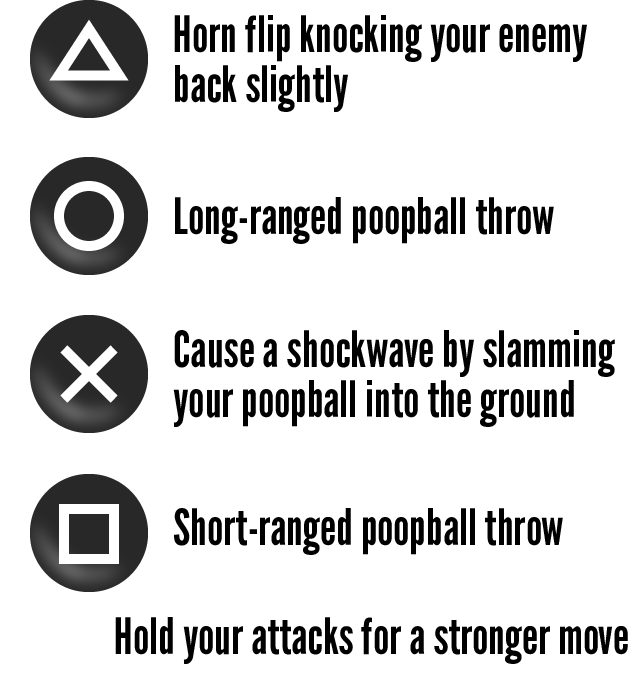 Horn flip knocking your enemy
back slightly
Long-ranged poopball throw
Cause a shockwave by slamming
your poopball into the ground
Short-ranged poopball throw
Hold your attacks for a stronger move